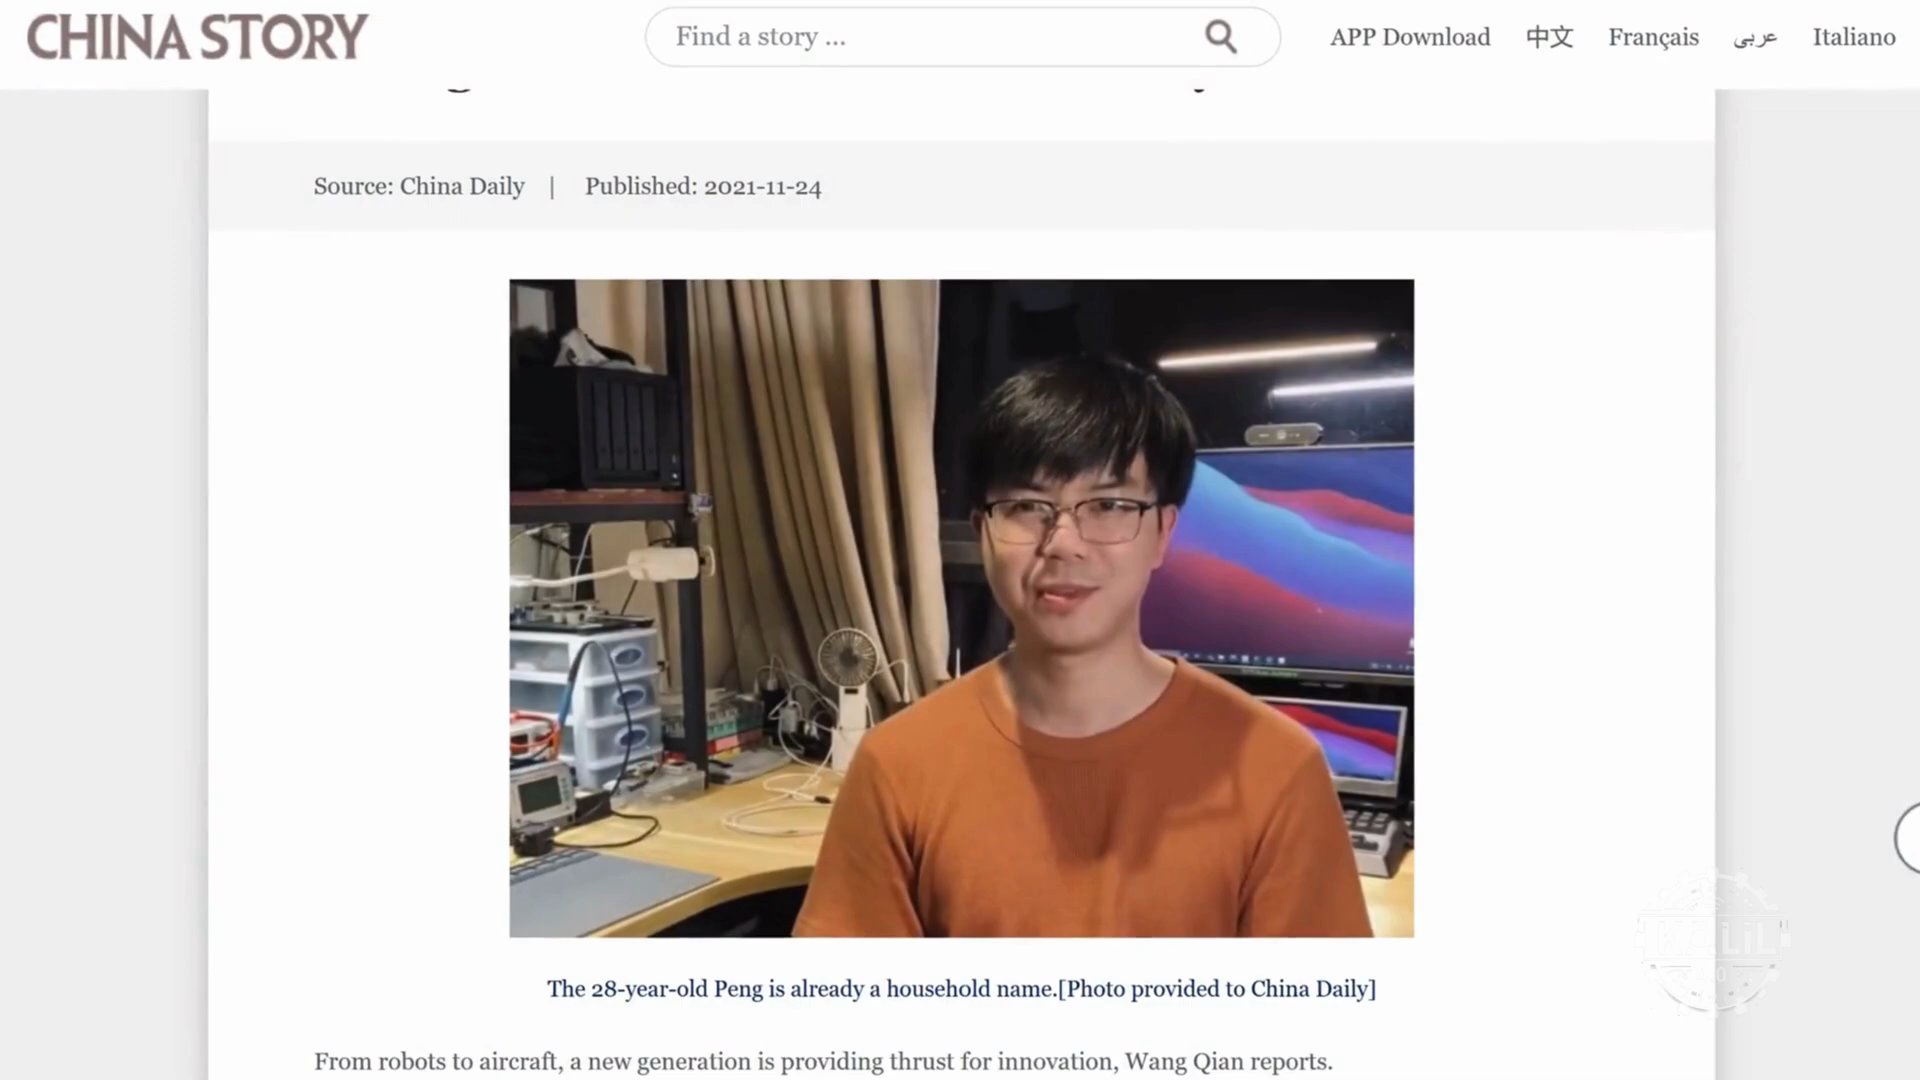 CHINA STORY
Find a story ...
APP Download
中文
Français
عربی
Italiano
Source: China Daily | Published: 2021-11-24
The 28-year-old Peng is already a household name.[Photo provided to China Daily]
From robots to aircraft, a new generation is providing thrust for innovation, Wang Qian reports.